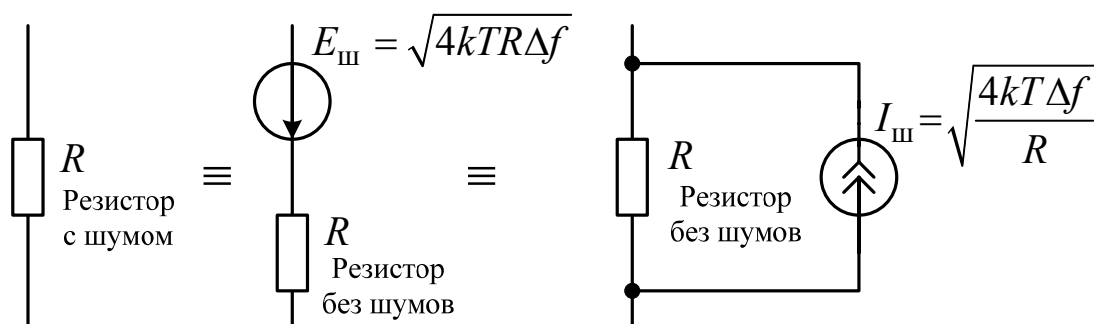 R
Резистор
с шумом
≡
E_ш = √(4kTRΔf)
R
Резистор
без шумов
≡
R
Резистор
без шумов
I_ш = √(4kTΔf / R)